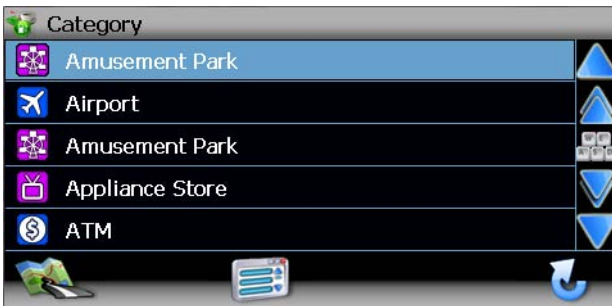 Category
Amusement Park
Airport
Amusement Park
Appliance Store
ATM